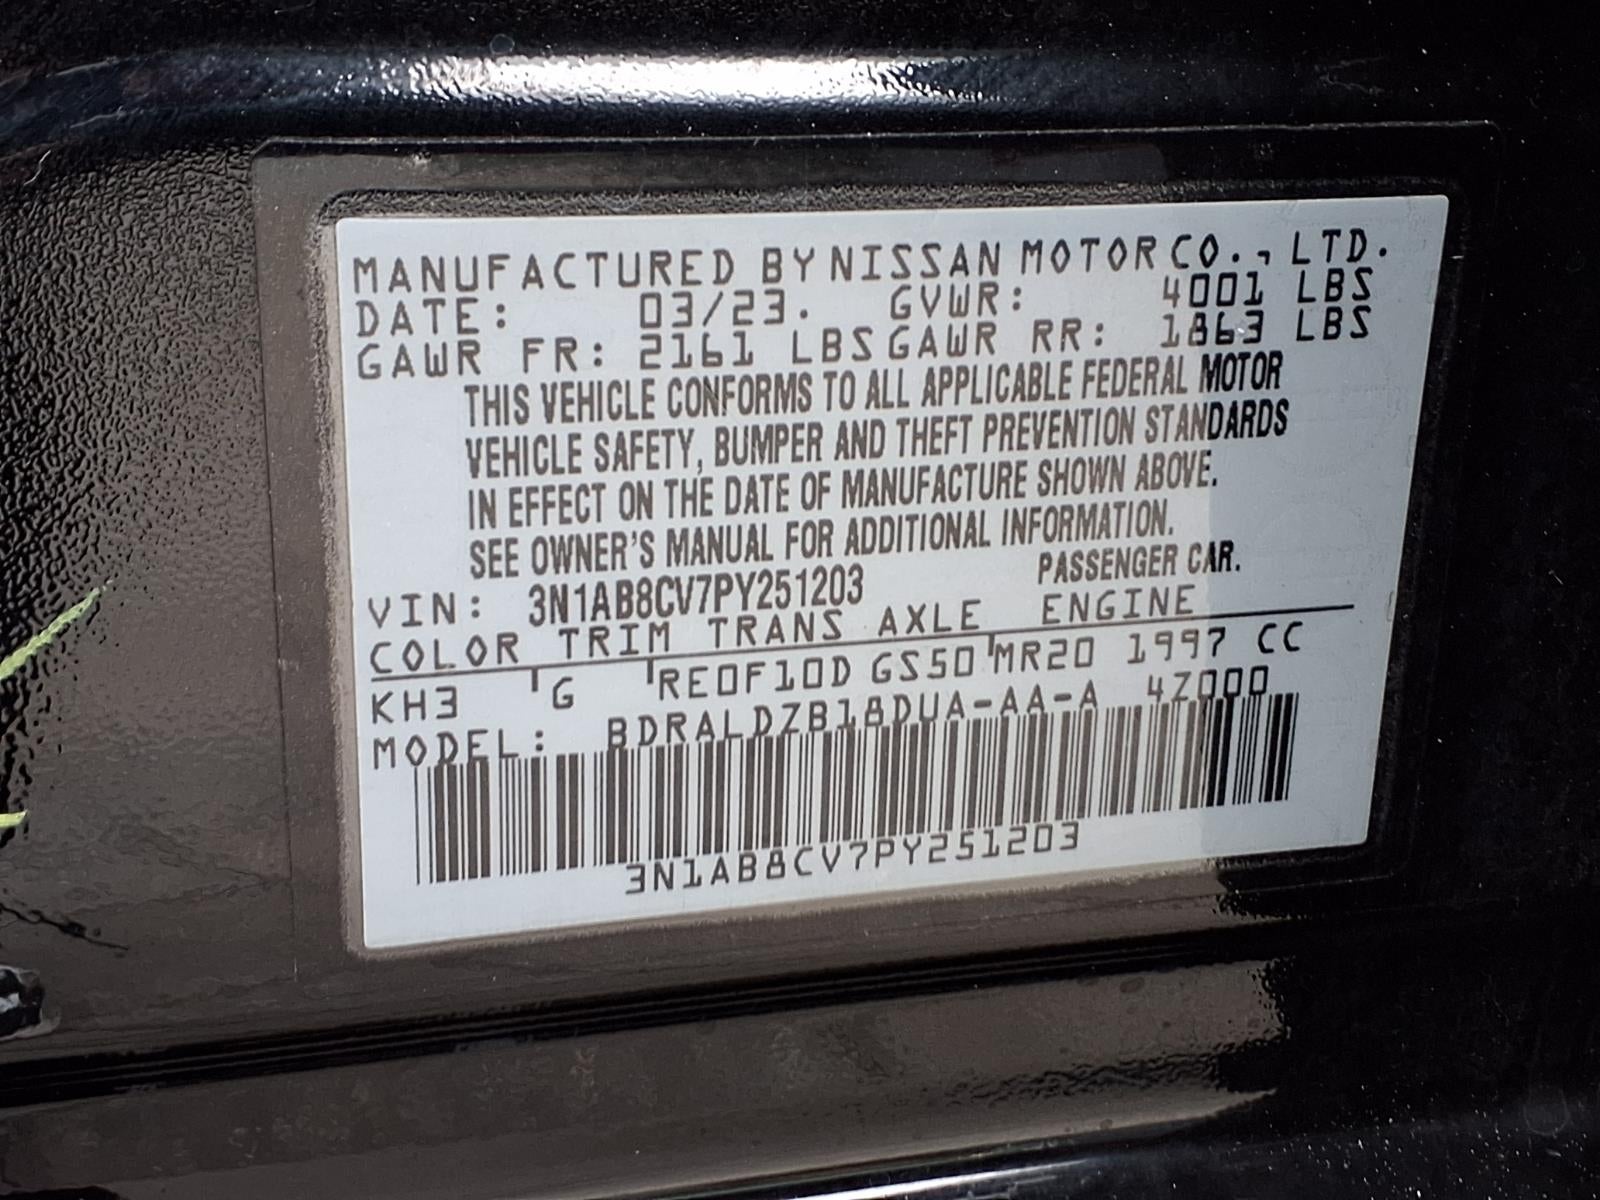 MANUFACTURED BY NISSAN MOTOR CO., LTD.
DATE: 03/23. GVWR: 4001 LBS
GAWR FR: 2161 LBS GAWR RR: 1863 LBS
THIS VEHICLE CONFORMS TO ALL APPLICABLE FEDERAL MOTOR
VEHICLE SAFETY, BUMPER AND THEFT PREVENTION STANDARDS
IN EFFECT ON THE DATE OF MANUFACTURE SHOWN ABOVE.
SEE OWNER'S MANUAL FOR ADDITIONAL INFORMATION.
VIN: 3N1AB8CV7PY251203 PASSENGER CAR.
COLOR TRIM TRANS AXLE ENGINE
KH3 G RE0F10D GS50 MR20 1997 CC
MODEL: BDRALDZB18DUA-AA-A 4Z000
3N1AB8CV7PY251203